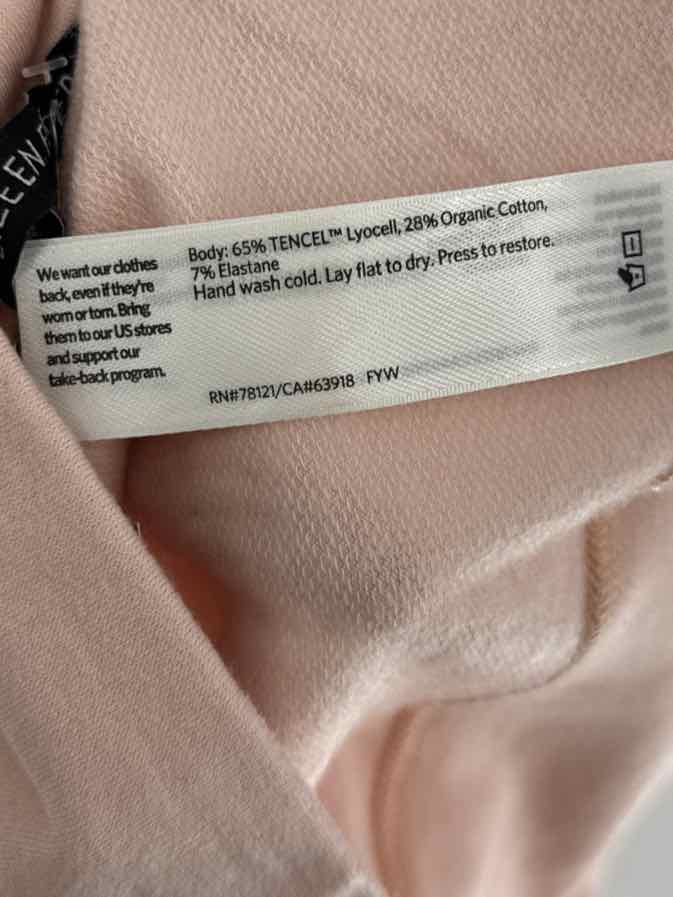 We want our clothes
back, even if they're
worn or torn. Bring
them to our US stores
and support our
take-back program.
Body: 65% TENCEL™ Lyocell, 28% Organic Cotton,
7% Elastane
Hand wash cold. Lay flat to dry. Press to restore.
RN#78121/CA#63918 FYW